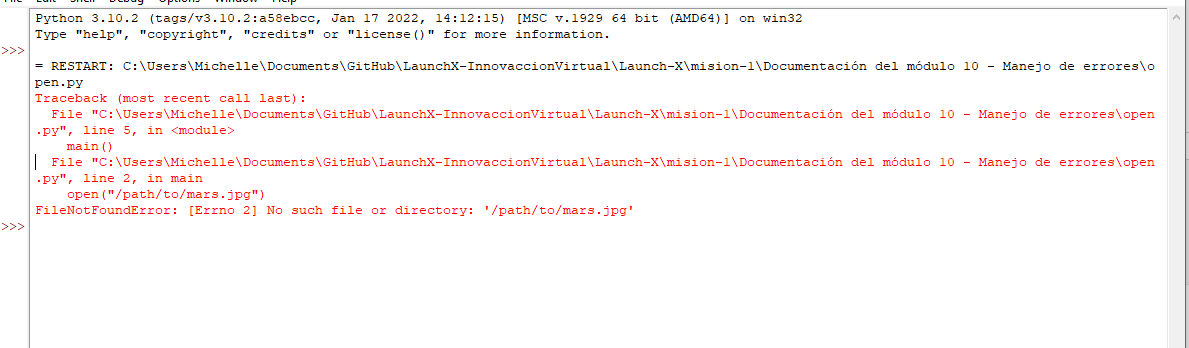 File Edit Shell Debug Options Window Help
Python 3.10.2 (tags/v3.10.2:a58ebcc, Jan 17 2022, 14:12:15) [MSC v.1929 64 bit (AMD64)] on win32
Type "help", "copyright", "credits" or "license()" for more information.
>>>
= RESTART: C:\Users\Michelle\Documents\GitHub\LaunchX-InnovaccionVirtual\Launch-X\mision-1\Documentación del módulo 10 - Manejo de errores\o
pen.py
Traceback (most recent call last):
File "C:\Users\Michelle\Documents\GitHub\LaunchX-InnovaccionVirtual\Launch-X\mision-1\Documentación del módulo 10 - Manejo de errores\open
.py", line 5, in <module>
main()
File "C:\Users\Michelle\Documents\GitHub\LaunchX-InnovaccionVirtual\Launch-X\mision-1\Documentación del módulo 10 - Manejo de errores\open
.py", line 2, in main
open("/path/to/mars.jpg")
FileNotFoundError: [Errno 2] No such file or directory: '/path/to/mars.jpg'
>>>